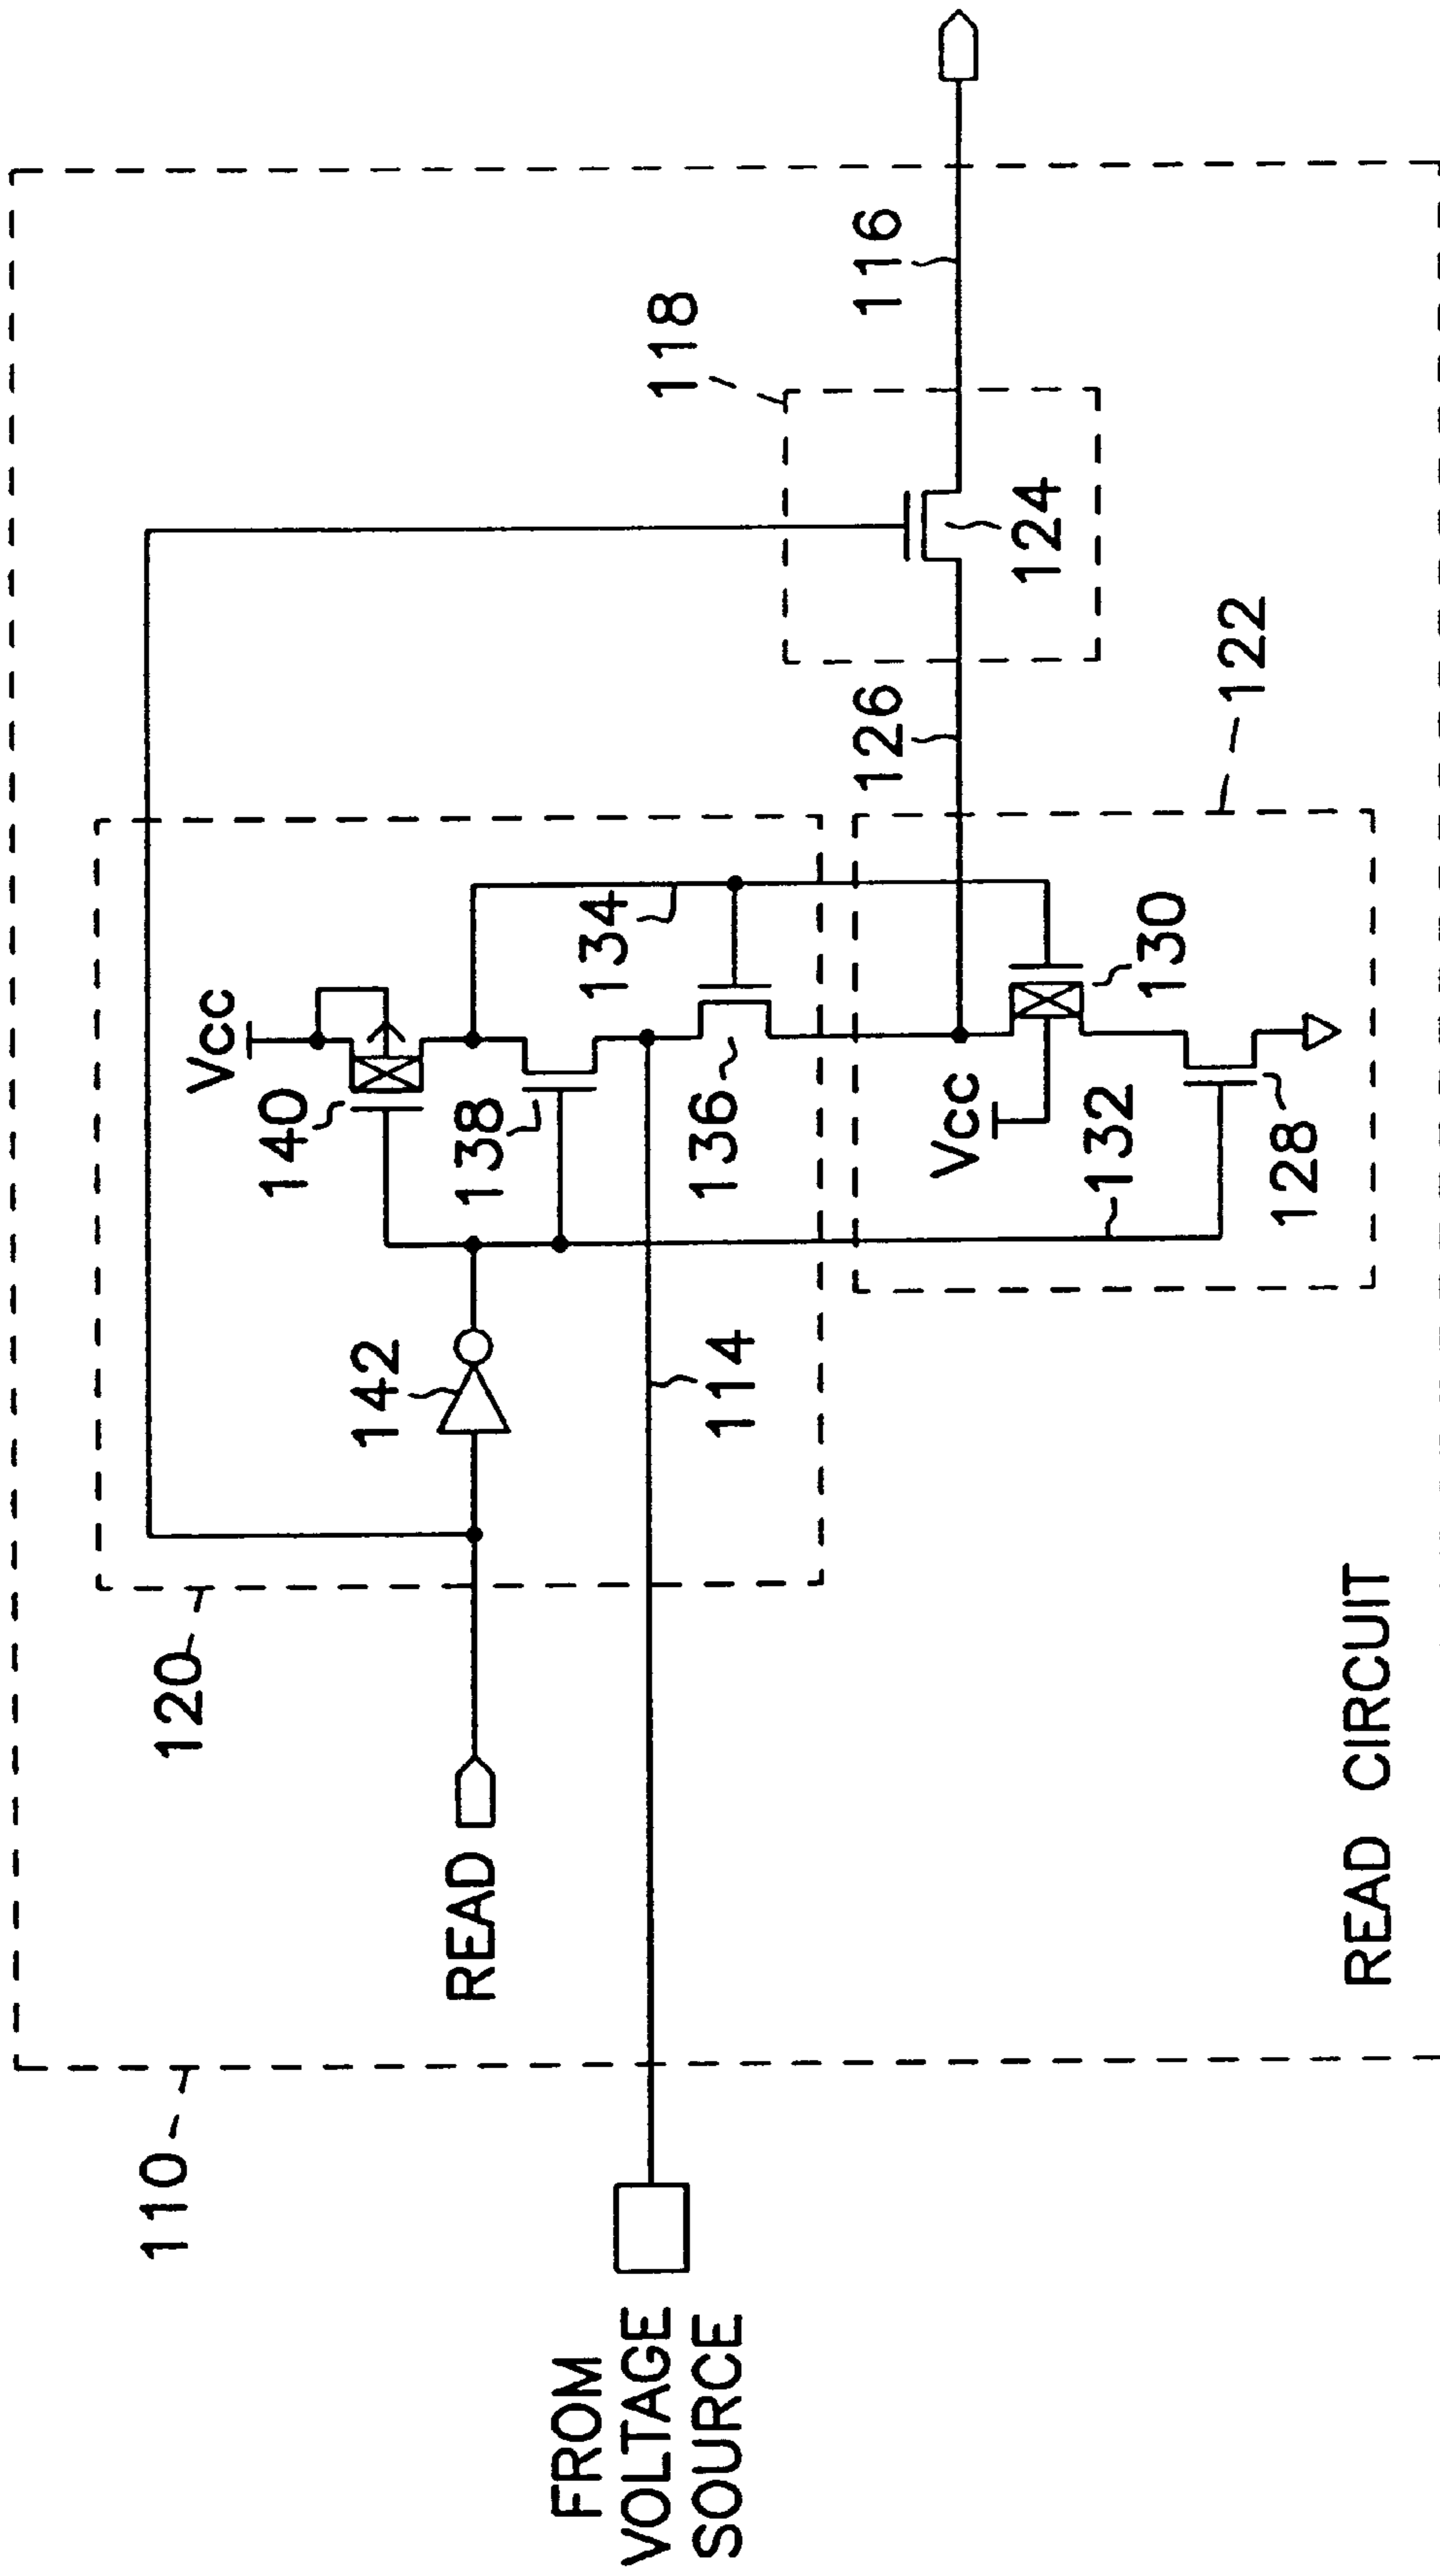 110
120
READ
FROM
VOLTAGE
SOURCE
142
114
140
Vcc
138
134
136
118
116
124
126
122
Vcc
132
130
128
READ CIRCUIT